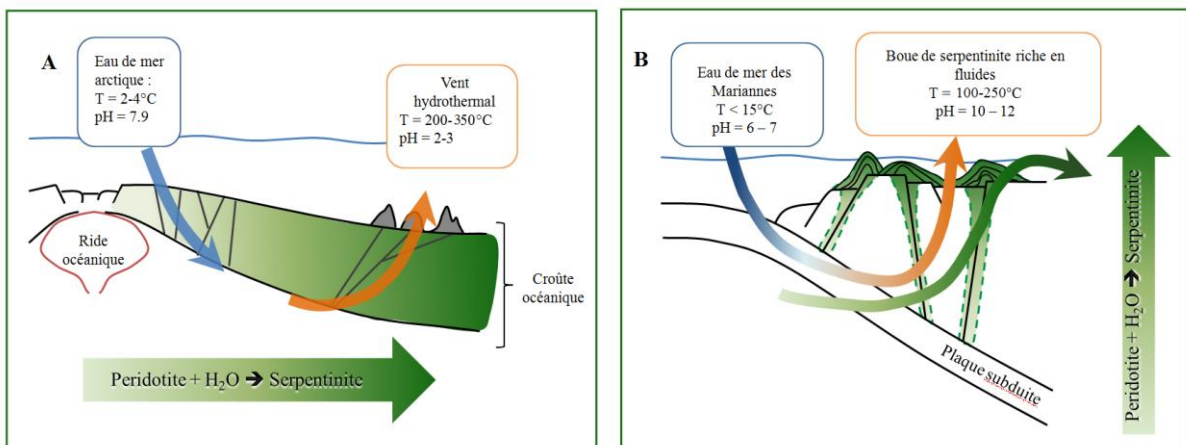 A
Eau de mer
arctique :
T = 2-4°C
pH = 7.9
Vent
hydrothermal
T = 200-350°C
pH = 2-3
Ride
océanique
Croûte
océanique
Peridotite + H₂O ➔ Serpentinite
B
Eau de mer des
Mariannes
T < 15°C
pH = 6 – 7
Boue de serpentinite riche en
fluides
T = 100-250°C
pH = 10 – 12
Plaque subduite
Peridotite + H₂O ➔ Serpentinite